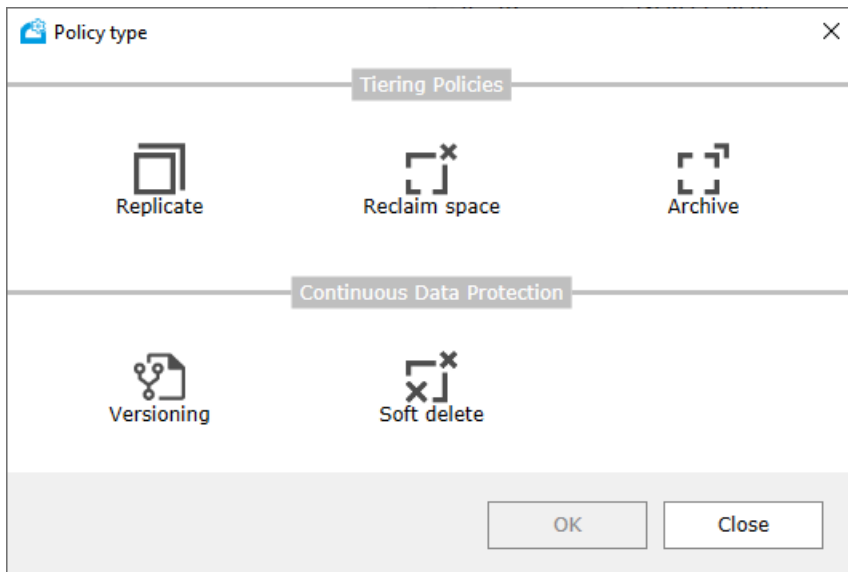 Policy type
Tiering Policies
Replicate
Reclaim space
Archive
Continuous Data Protection
Versioning
Soft delete
OK
Close